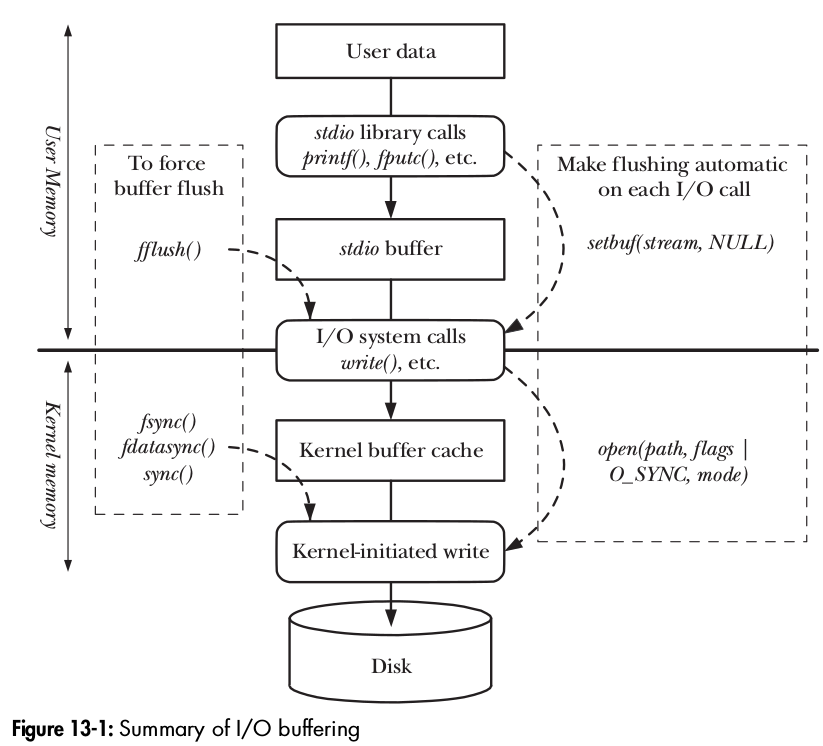 User data
User Memory
To force
buffer flush
stdio library calls
printf(), fputc(), etc.
Make flushing automatic
on each I/O call
fflush()
stdio buffer
setbuf(stream, NULL)
I/O system calls
write(), etc.
Kernel memory
fsync()
fdatasync()
sync()
Kernel buffer cache
open(path, flags |
O_SYNC, mode)
Kernel-initiated write
Disk
Figure 13-1: Summary of I/O buffering